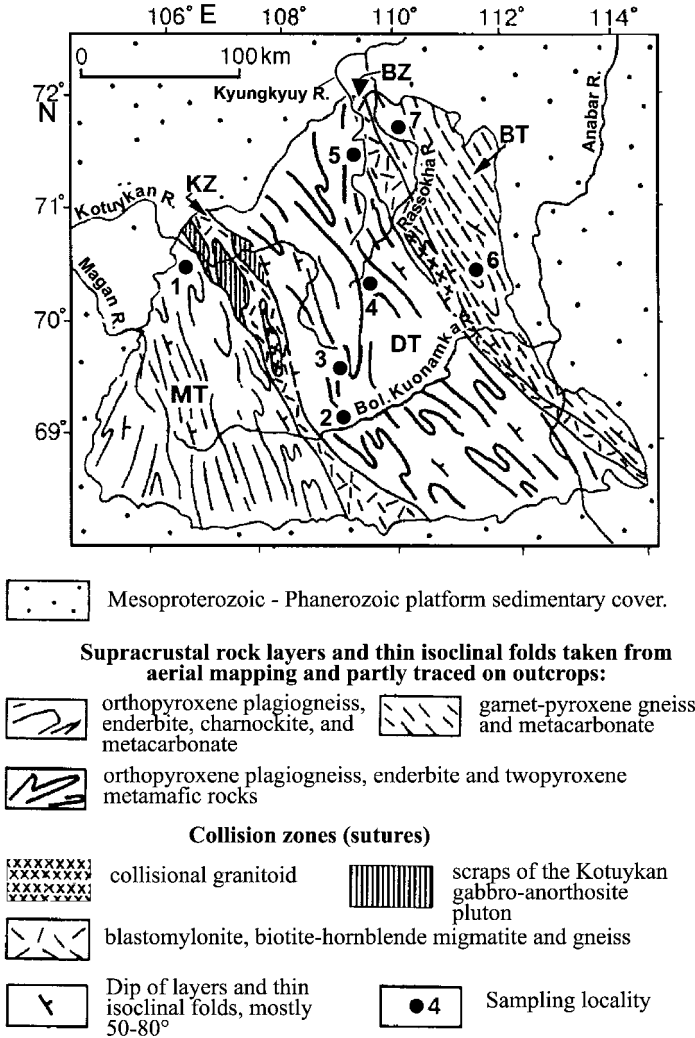 106° E 108° 110° 112° 114°
0 100 km
72°
N
Kyungkyuy R.
BZ
Anabar R.
7
BT
5
Rassokha R.
KZ
71°
Kotuykan R.
Magan R.
1
6
4
70°
3
DT
MT
2
Bol. Kuonamka R.
69°
Mesoproterozoic - Phanerozoic platform sedimentary cover.
Supracrustal rock layers and thin isoclinal folds taken from
aerial mapping and partly traced on outcrops:
orthopyroxene plagiogneiss,
enderbite, charnockite, and
metacarbonate
garnet-pyroxene gneiss
and metacarbonate
orthopyroxene plagiogneiss, enderbite and twopyroxene
metamafic rocks
Collision zones (sutures)
collisional granitoid
scraps of the Kotuykan
gabbro-anorthosite
pluton
blastomylonite, biotite-hornblende migmatite and gneiss
Dip of layers and thin
isoclinal folds, mostly
50-80°
4
Sampling locality